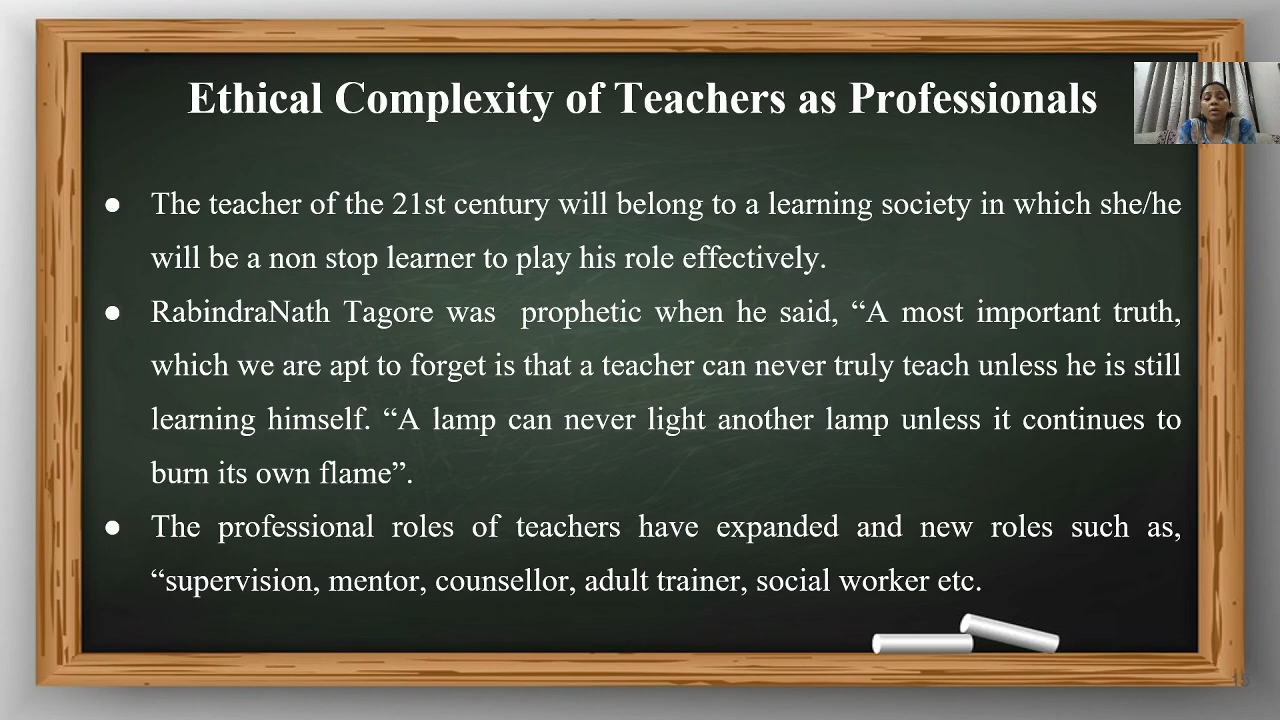 Ethical Complexity of Teachers as Professionals
● The teacher of the 21st century will belong to a learning society in which she/he
will be a non stop learner to play his role effectively.
● RabindraNath Tagore was prophetic when he said, “A most important truth,
which we are apt to forget is that a teacher can never truly teach unless he is still
learning himself. “A lamp can never light another lamp unless it continues to
burn its own flame”.
● The professional roles of teachers have expanded and new roles such as,
“supervision, mentor, counsellor, adult trainer, social worker etc.
15